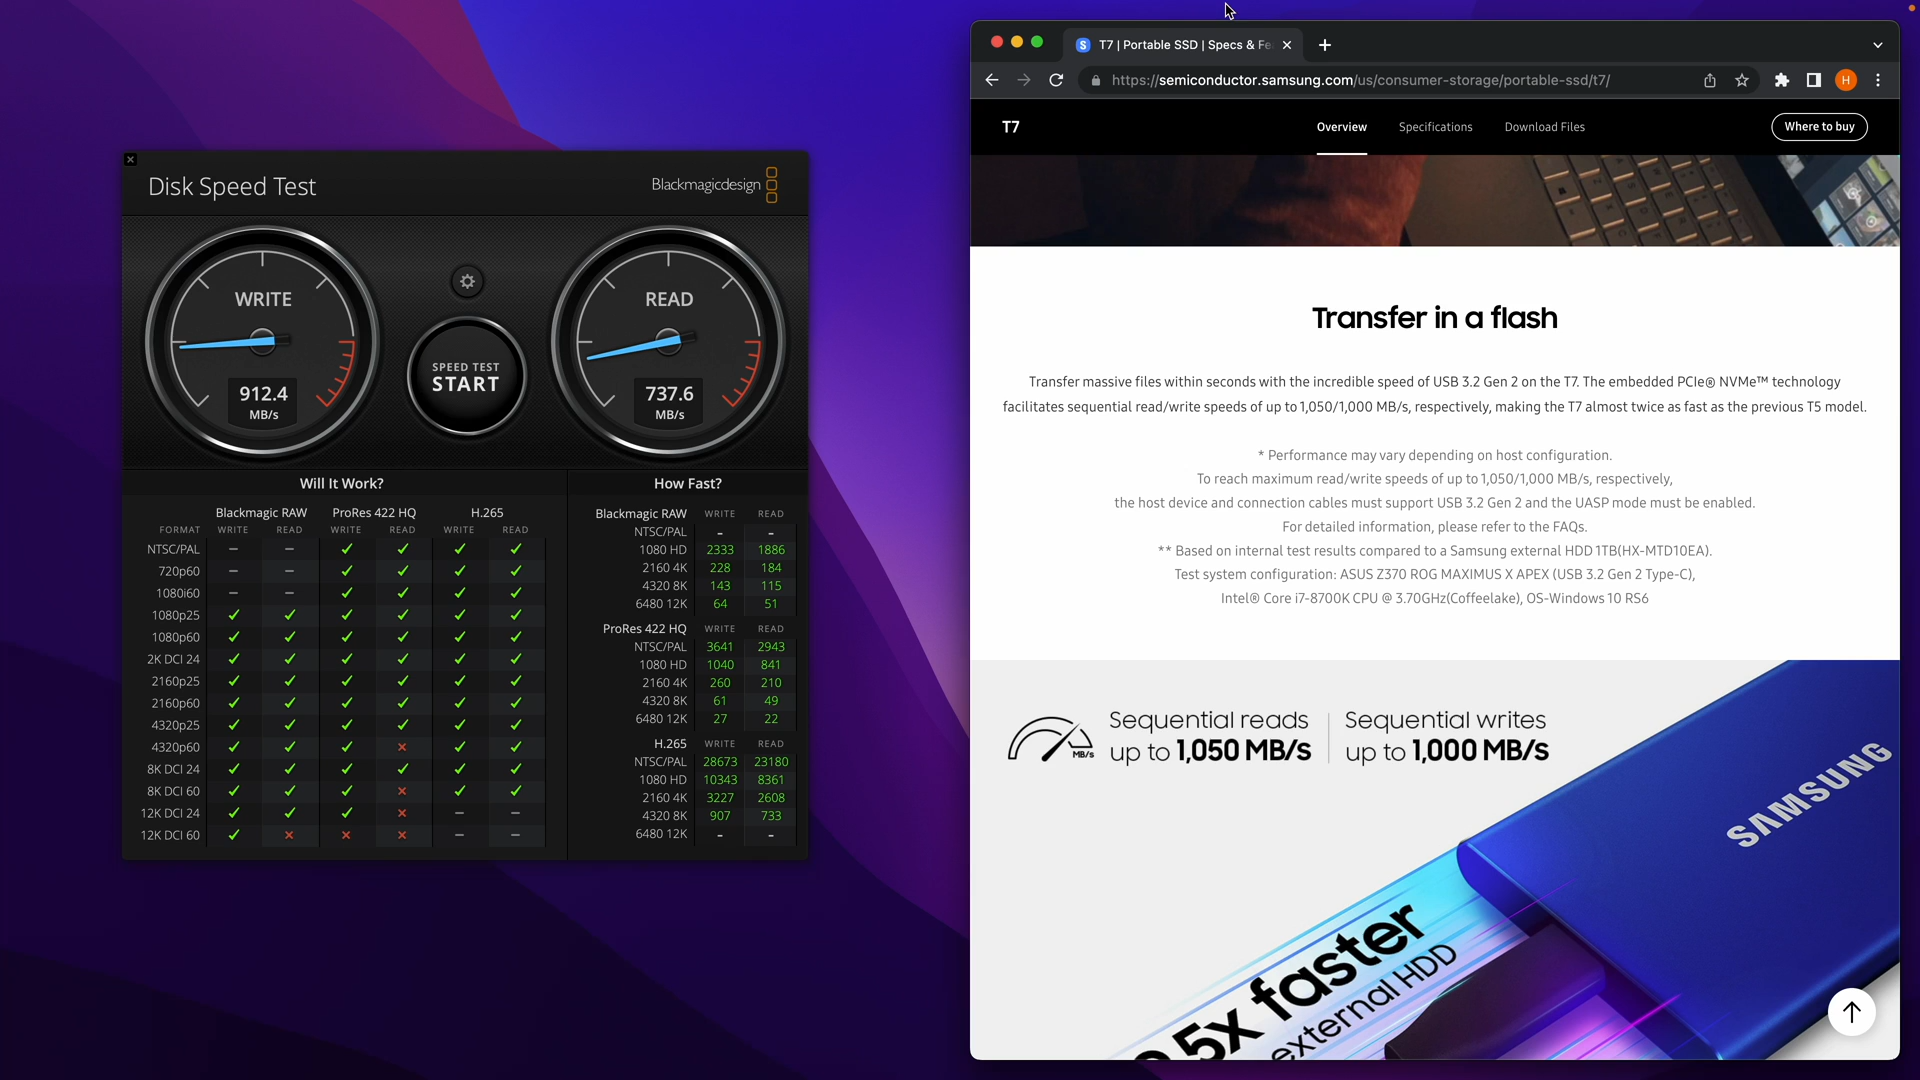 Disk Speed Test
Blackmagicdesign
WRITE
912.4
MB/s
SPEED TEST
START
READ
737.6
MB/s
Will It Work?
Blackmagic RAW ProRes 422 HQ H.265
FORMAT WRITE READ WRITE READ WRITE READ
NTSC/PAL – – ✓ ✓ ✓ ✓
720p60 – – ✓ ✓ ✓ ✓
1080i60 – – ✓ ✓ ✓ ✓
1080p25 ✓ ✓ ✓ ✓ ✓ ✓
1080p60 ✓ ✓ ✓ ✓ ✓ ✓
2K DCI 24 ✓ ✓ ✓ ✓ ✓ ✓
2160p25 ✓ ✓ ✓ ✓ ✓ ✓
2160p60 ✓ ✓ ✓ ✓ ✓ ✓
4320p25 ✓ ✓ ✓ ✓ ✓ ✓
4320p60 ✓ ✓ ✓ × ✓ ✓
8K DCI 24 ✓ ✓ ✓ ✓ ✓ ✓
8K DCI 60 ✓ ✓ ✓ × ✓ ✓
12K DCI 24 ✓ ✓ ✓ × – –
12K DCI 60 ✓ × × × – –
How Fast?
Blackmagic RAW WRITE READ
NTSC/PAL - -
1080 HD 2333 1886
2160 4K 228 184
4320 8K 143 115
6480 12K 64 51
ProRes 422 HQ WRITE READ
NTSC/PAL 3641 2943
1080 HD 1040 841
2160 4K 260 210
4320 8K 61 49
6480 12K 27 22
H.265 WRITE READ
NTSC/PAL 28673 23180
1080 HD 10343 8361
2160 4K 3227 2608
4320 8K 907 733
6480 12K - -
S T7 | Portable SSD | Specs & Fe
https://semiconductor.samsung.com/us/consumer-storage/portable-ssd/t7/
H
T7
Overview Specifications Download Files
Where to buy
Transfer in a flash
Transfer massive files within seconds with the incredible speed of USB 3.2 Gen 2 on the T7. The embedded PCIe® NVMe™ technology
facilitates sequential read/write speeds of up to 1,050/1,000 MB/s, respectively, making the T7 almost twice as fast as the previous T5 model.
* Performance may vary depending on host configuration.
To reach maximum read/write speeds of up to 1,050/1,000 MB/s, respectively,
the host device and connection cables must support USB 3.2 Gen 2 and the UASP mode must be enabled.
For detailed information, please refer to the FAQs.
** Based on internal test results compared to a Samsung external HDD 1TB(HX-MTD10EA).
Test system configuration: ASUS Z370 ROG MAXIMUS X APEX (USB 3.2 Gen 2 Type-C),
Intel® Core i7-8700K CPU @ 3.70GHz(Coffeelake), OS-Windows 10 RS6
MB/s
Sequential reads
up to 1,050 MB/s
Sequential writes
up to 1,000 MB/s
SAMSUNG
5x faster
external HDD